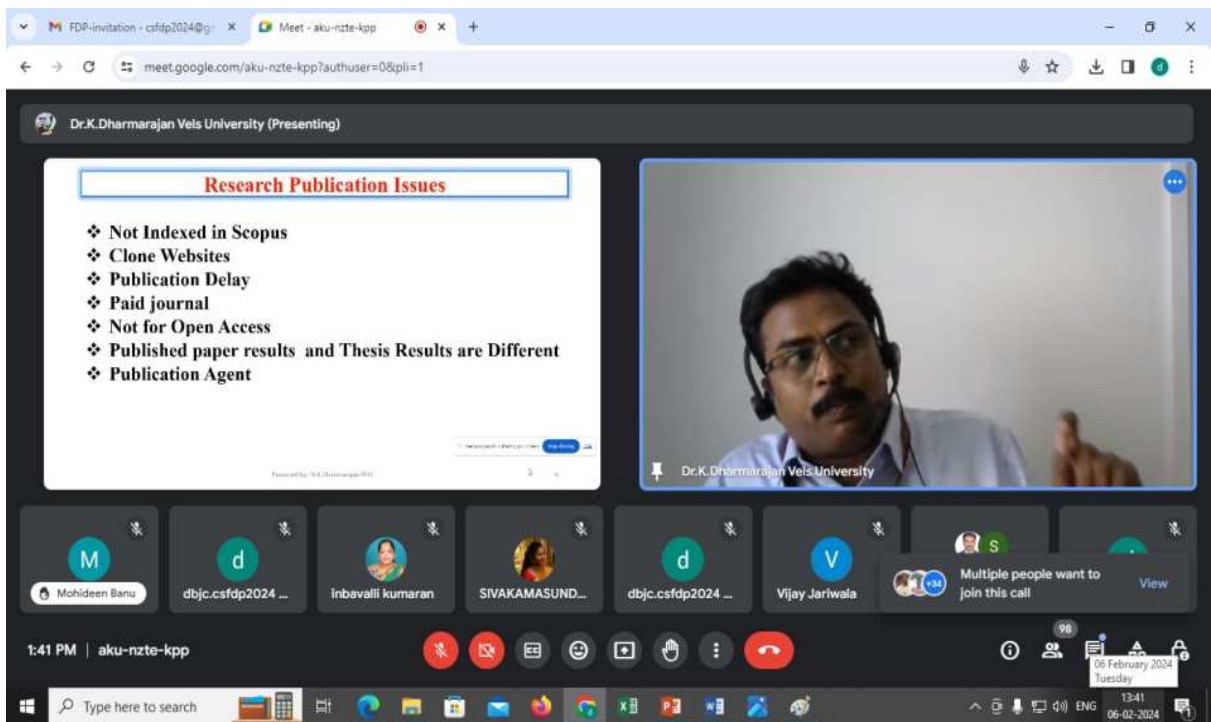 FDP-invitation - csfdp2024@g
Meet - aku-nzte-kpp
meet.google.com/aku-nzte-kpp?authuser=0&pli=1
d
Dr.K.Dharmarajan Vels University (Presenting)
Research Publication Issues
❖ Not Indexed in Scopus
❖ Clone Websites
❖ Publication Delay
❖ Paid journal
❖ Not for Open Access
❖ Published paper results and Thesis Results are Different
❖ Publication Agent
Dr.K.Dharmarajan Vels University
M
Mohideen Banu
d
dbjc.csfdp2024 ...
inbavalli kumaran
SIVAKAMASUND...
d
dbjc.csfdp2024 ...
V
Vijay Jariwala
S
+34
Multiple people want to
join this call
View
1:41 PM | aku-nzte-kpp
98
06 February 2024
Tuesday
Type here to search
ENG
13:41
06-02-2024